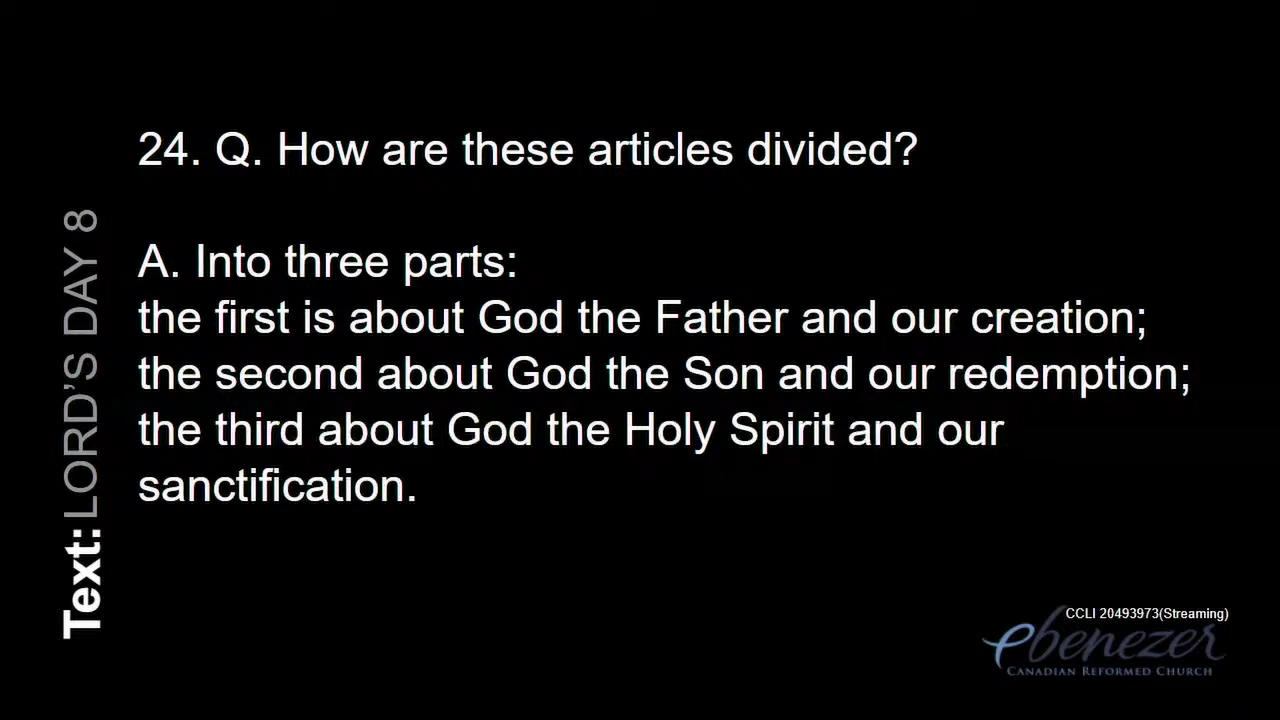 Text: LORD’S DAY 8
24. Q. How are these articles divided?
A. Into three parts:
the first is about God the Father and our creation;
the second about God the Son and our redemption;
the third about God the Holy Spirit and our
sanctification.
CCLI 20493973(Streaming)
ebenezer
CANADIAN REFORMED CHURCH